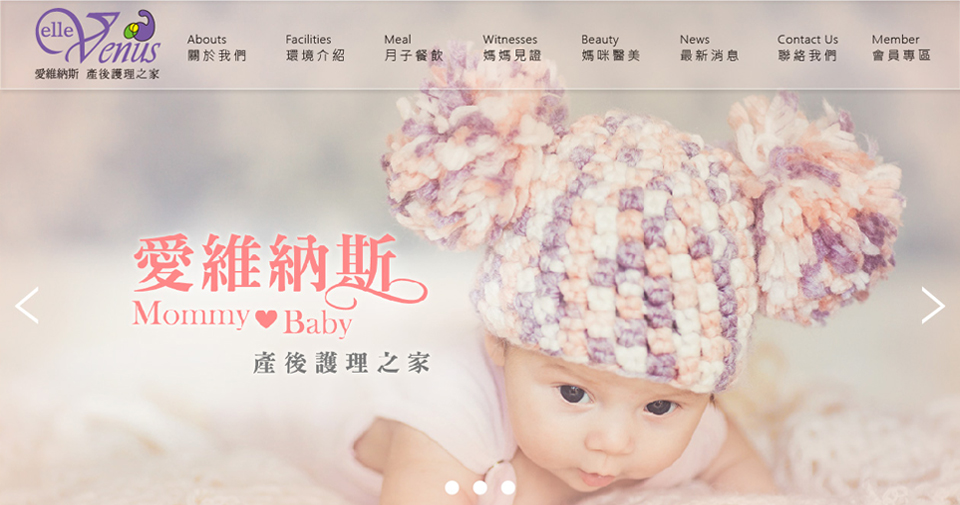 elle Venus
愛維納斯 產後護理之家
Abouts
關於我們
Facilities
環境介紹
Meal
月子餐飲
Witnesses
媽媽見證
Beauty
媽咪醫美
News
最新消息
Contact Us
聯絡我們
Member
會員專區
愛維納斯
Mommy ♥ Baby
產後護理之家